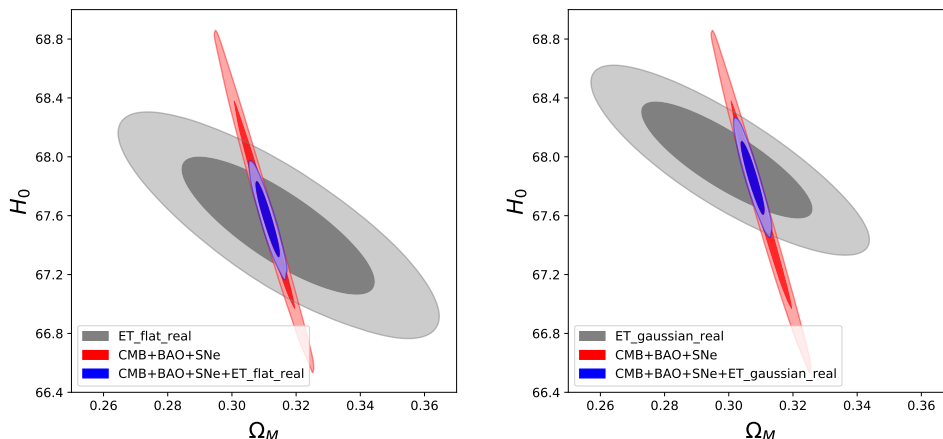 68.8
68.4
68.0
67.6
67.2
66.8
66.4
H₀
ET_flat_real
CMB+BAO+SNe
CMB+BAO+SNe+ET_flat_real
0.26 0.28 0.30 0.32 0.34 0.36
Ω_M
68.8
68.4
68.0
67.6
67.2
66.8
66.4
H₀
ET_gaussian_real
CMB+BAO+SNe
CMB+BAO+SNe+ET_gaussian_real
0.26 0.28 0.30 0.32 0.34 0.36
Ω_M